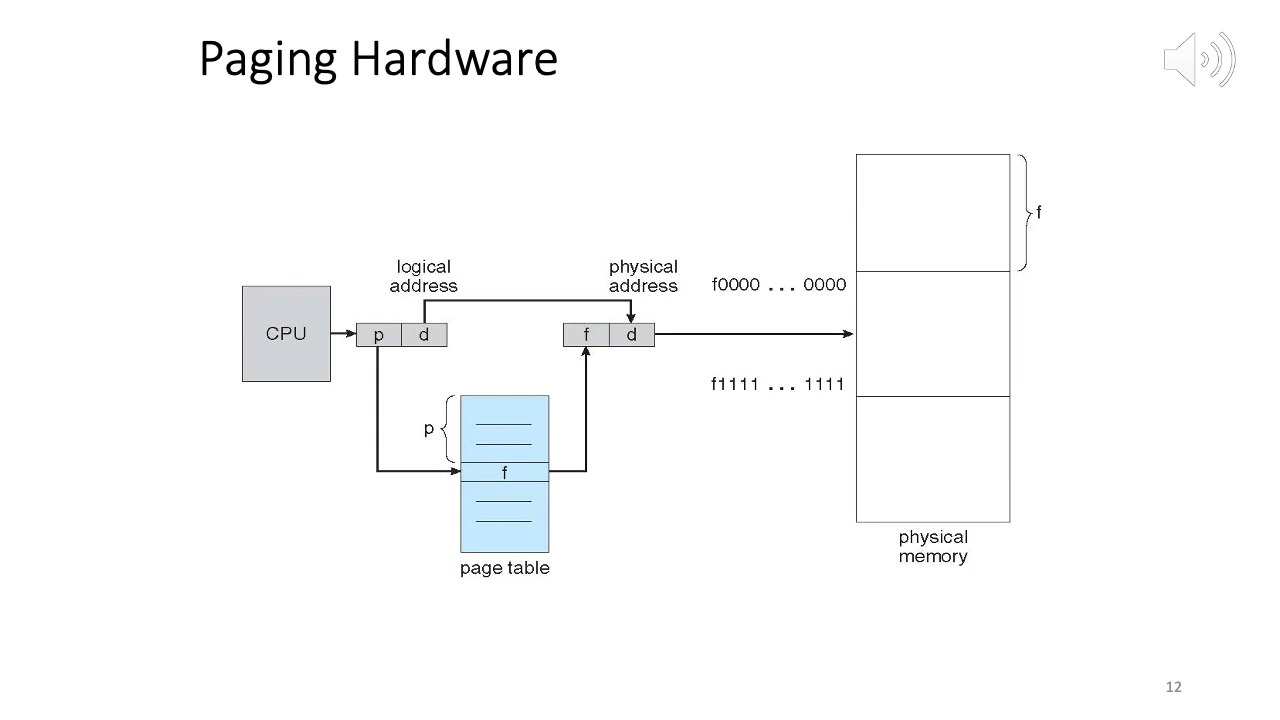 Paging Hardware
logical
address
physical
address
f0000 ... 0000
f
CPU
p
d
f
d
f1111 ... 1111
p
f
page table
physical
memory
12